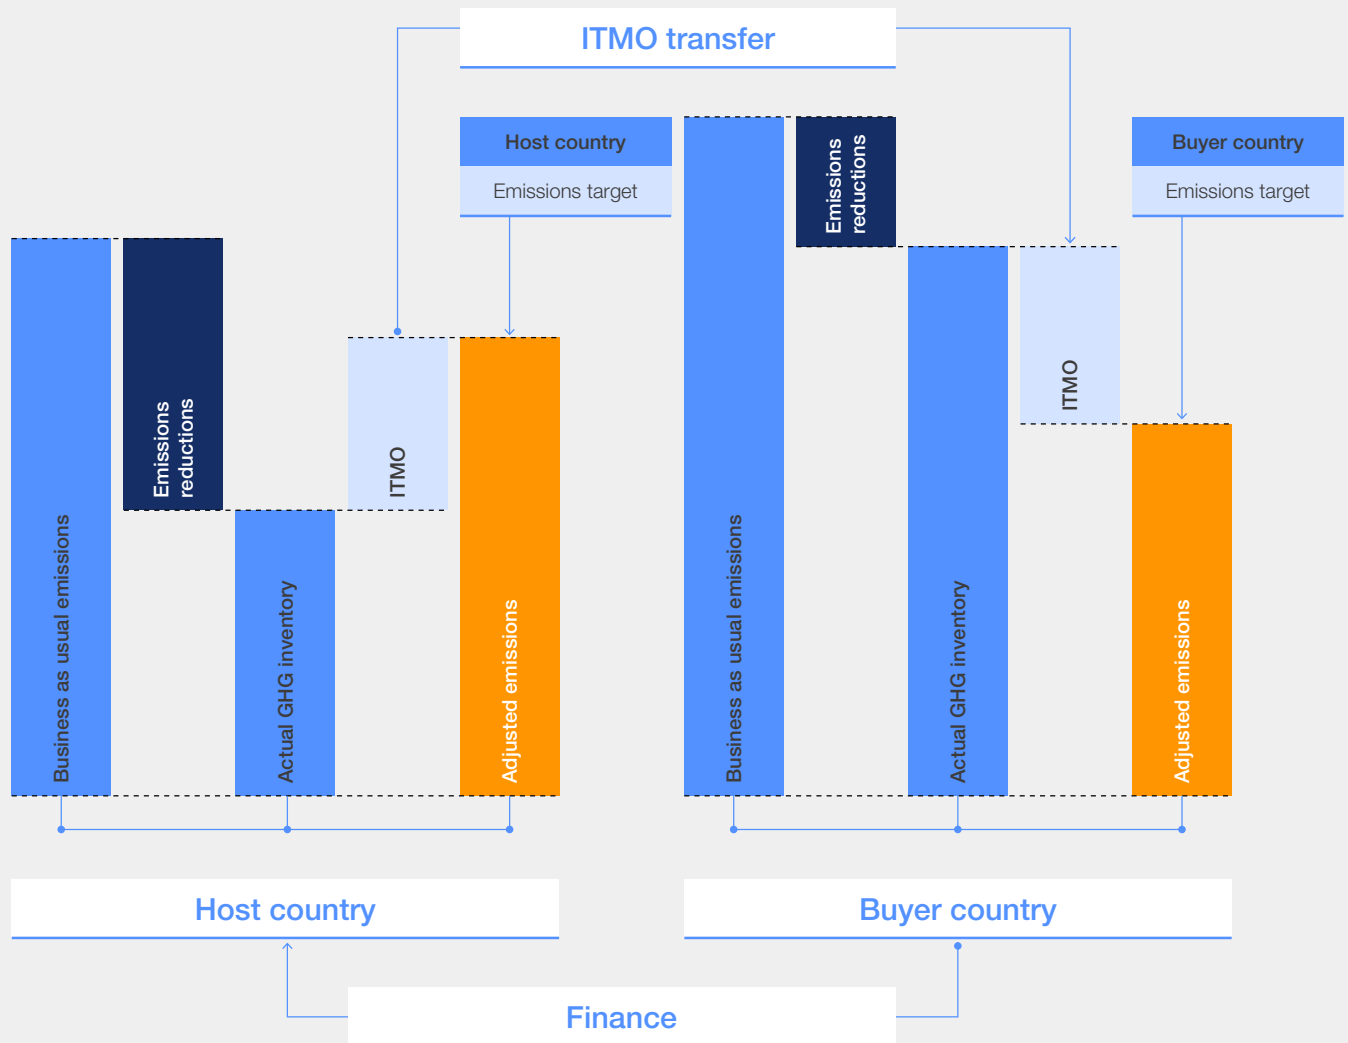 ITMO transfer
Host country
Emissions target
Buyer country
Emissions target
Business as usual emissions
Emissions
reductions
Actual GHG inventory
ITMO
Adjusted emissions
Business as usual emissions
Emissions
reductions
Actual GHG inventory
ITMO
Adjusted emissions
Host country
Buyer country
Finance